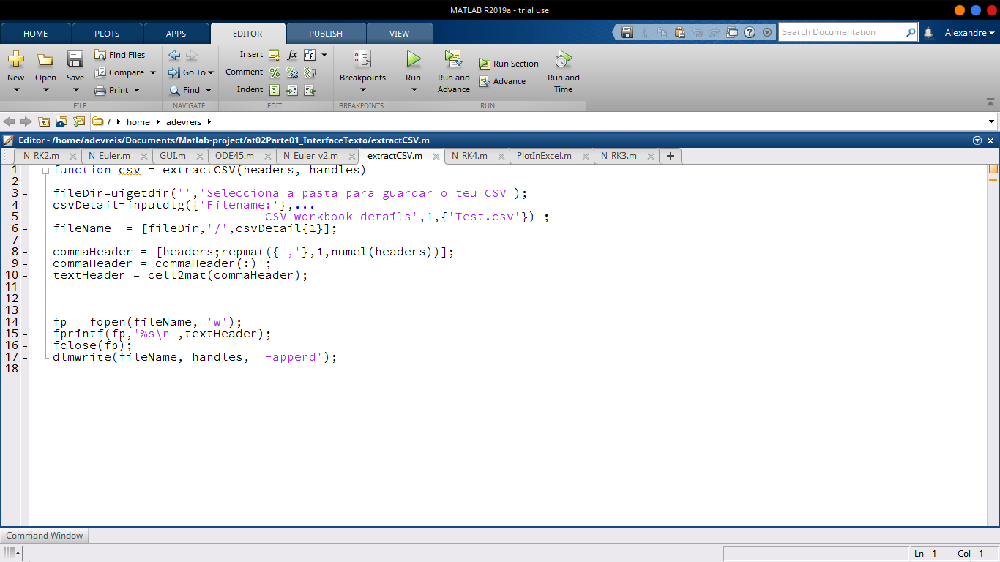 MATLAB R2019a - trial use
HOME PLOTS APPS EDITOR PUBLISH VIEW
Search Documentation
Alexandre
New Open Save
Find Files
Compare
Print
FILE
Go To
Find
NAVIGATE
Insert
Comment
Indent
EDIT
Breakpoints
BREAKPOINTS
Run
Run and Advance
Run Section
Advance
Run and Time
RUN
/ home adevreis
Editor - /home/adevreis/Documents/Matlab-project/at02Parte01_InterfaceTexto/extractCSV.m
N_RK2.m N_Euler.m GUI.m ODE45.m N_Euler_v2.m extractCSV.m N_RK4.m PlotInExcel.m N_RK3.m +
1 function csv = extractCSV(headers, handles)
2
3 - fileDir=uigetdir('','Selecciona a pasta para guardar o teu CSV');
4 - csvDetail=inputdlg({'Filename:'},...
5 'CSV workbook details',1,{'Test.csv'}) ;
6 - fileName  = [fileDir,'/',csvDetail{1}];
7
8 - commaHeader = [headers;repmat({','},1,numel(headers))];
9 - commaHeader = commaHeader(:)';
10 - textHeader = cell2mat(commaHeader);
11
12
13
14 - fp = fopen(fileName, 'w');
15 - fprintf(fp,'%s\n',textHeader);
16 - fclose(fp);
17 - dlmwrite(fileName, handles, '-append');
18
Command Window
Ln 1 Col 1